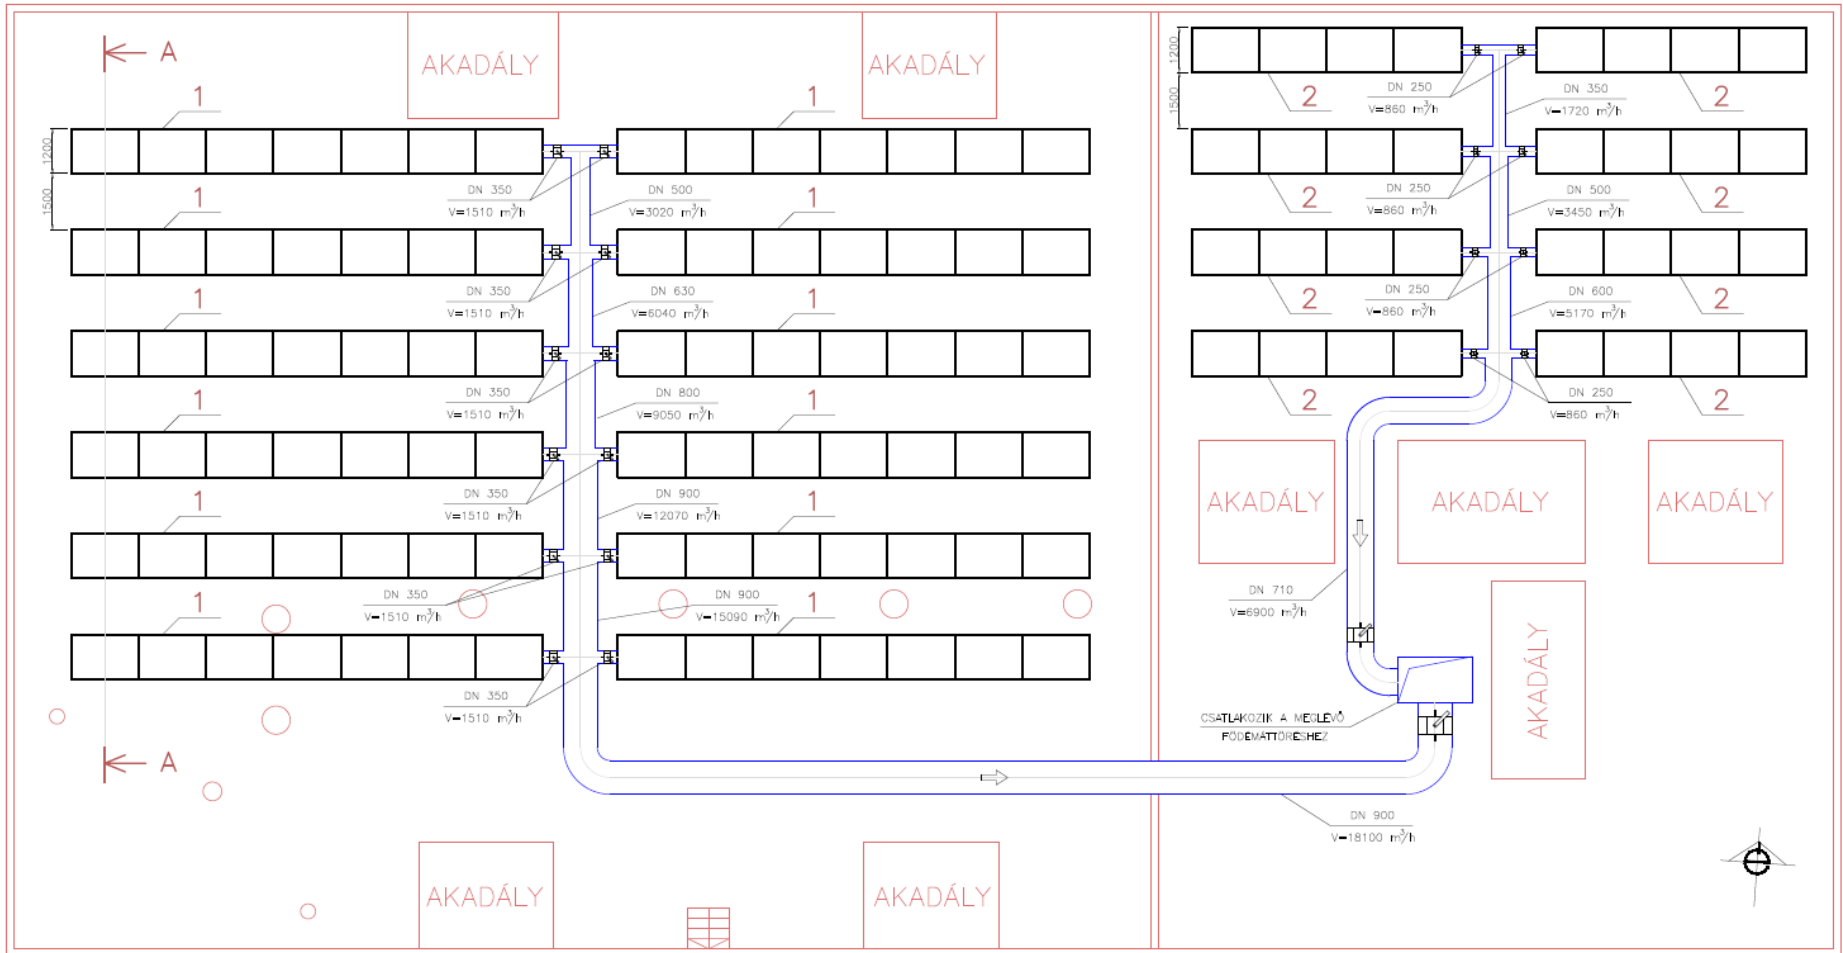 A
AKADÁLY
AKADÁLY
1200
1500
2
DN 250
V=860 m³/h
DN 350
V=1720 m³/h
2
1
1
1200
1500
DN 350
V=1510 m³/h
DN 500
V=3020 m³/h
2
DN 250
V=860 m³/h
DN 500
V=3450 m³/h
2
1
1
DN 350
V=1510 m³/h
DN 630
V=6040 m³/h
2
DN 250
V=860 m³/h
DN 600
V=5170 m³/h
2
1
1
DN 350
V=1510 m³/h
DN 800
V=9050 m³/h
2
DN 250
V=860 m³/h
2
1
1
DN 350
V=1510 m³/h
DN 900
V=12070 m³/h
AKADÁLY
AKADÁLY
AKADÁLY
1
1
DN 350
V=1510 m³/h
DN 900
V=15090 m³/h
DN 710
V=6900 m³/h
1
1
DN 350
V=1510 m³/h
AKADÁLY
CSATLAKOZIK A MEGLÉVŐ
FÖDÉMÁTTÖRÉSHEZ
A
DN 900
V=18100 m³/h
AKADÁLY
AKADÁLY